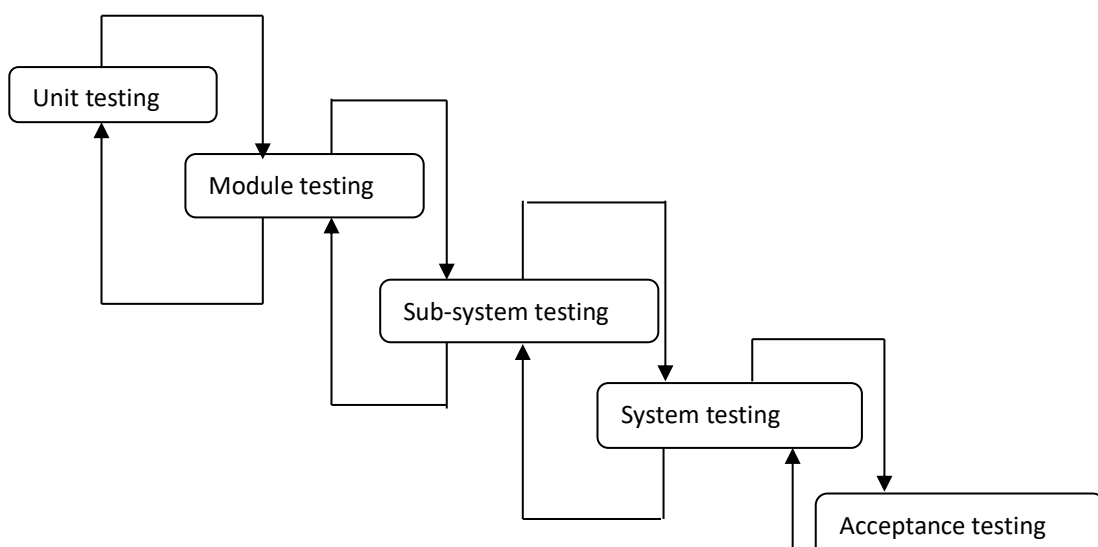 Unit testing
Module testing
Sub-system testing
System testing
Acceptance testing